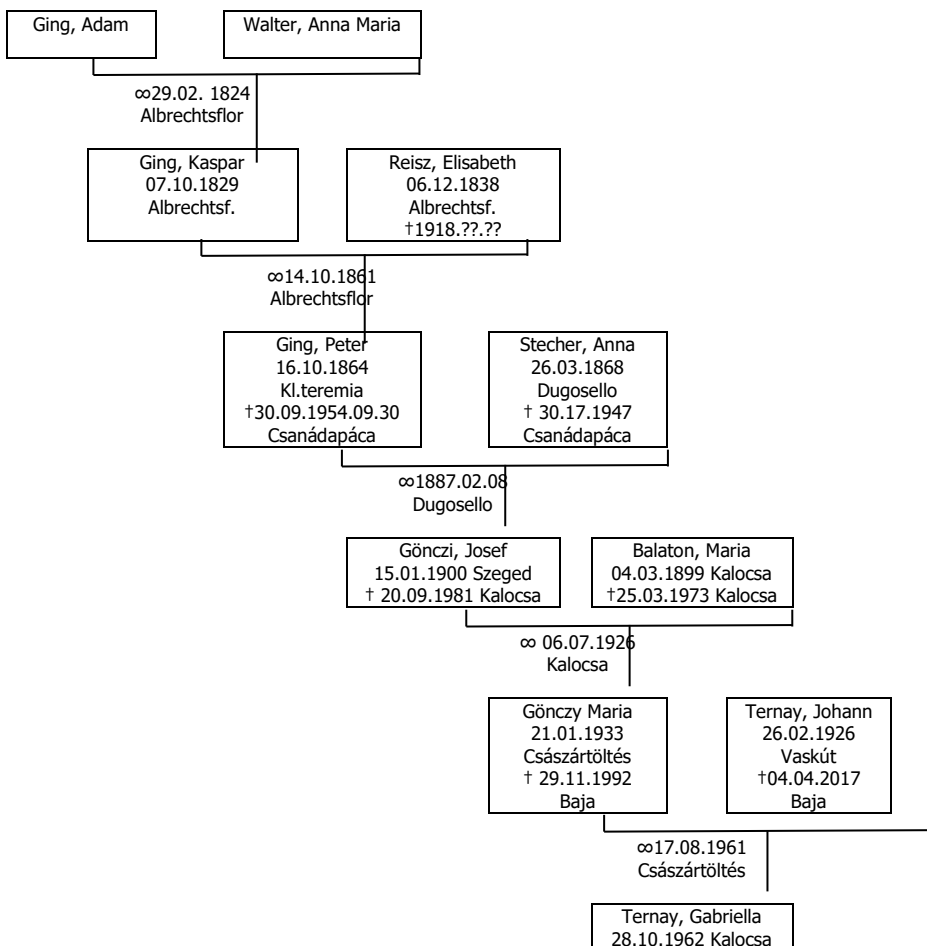 Ging, Adam
Walter, Anna Maria
∞29.02. 1824
Albrechtsflor
Ging, Kaspar
07.10.1829
Albrechtsf.
Reisz, Elisabeth
06.12.1838
Albrechtsf.
†1918.??.??
∞14.10.1861
Albrechtsflor
Ging, Peter
16.10.1864
Kl.teremia
†30.09.1954.09.30
Csanádapáca
Stecher, Anna
26.03.1868
Dugosello
† 30.17.1947
Csanádapáca
∞1887.02.08
Dugosello
Gönczi, Josef
15.01.1900 Szeged
† 20.09.1981 Kalocsa
Balaton, Maria
04.03.1899 Kalocsa
†25.03.1973 Kalocsa
∞ 06.07.1926
Kalocsa
Gönczy Maria
21.01.1933
Császártöltés
† 29.11.1992
Baja
Ternay, Johann
26.02.1926
Vaskút
†04.04.2017
Baja
∞17.08.1961
Császártöltés
Ternay, Gabriella
28.10.1962 Kalocsa